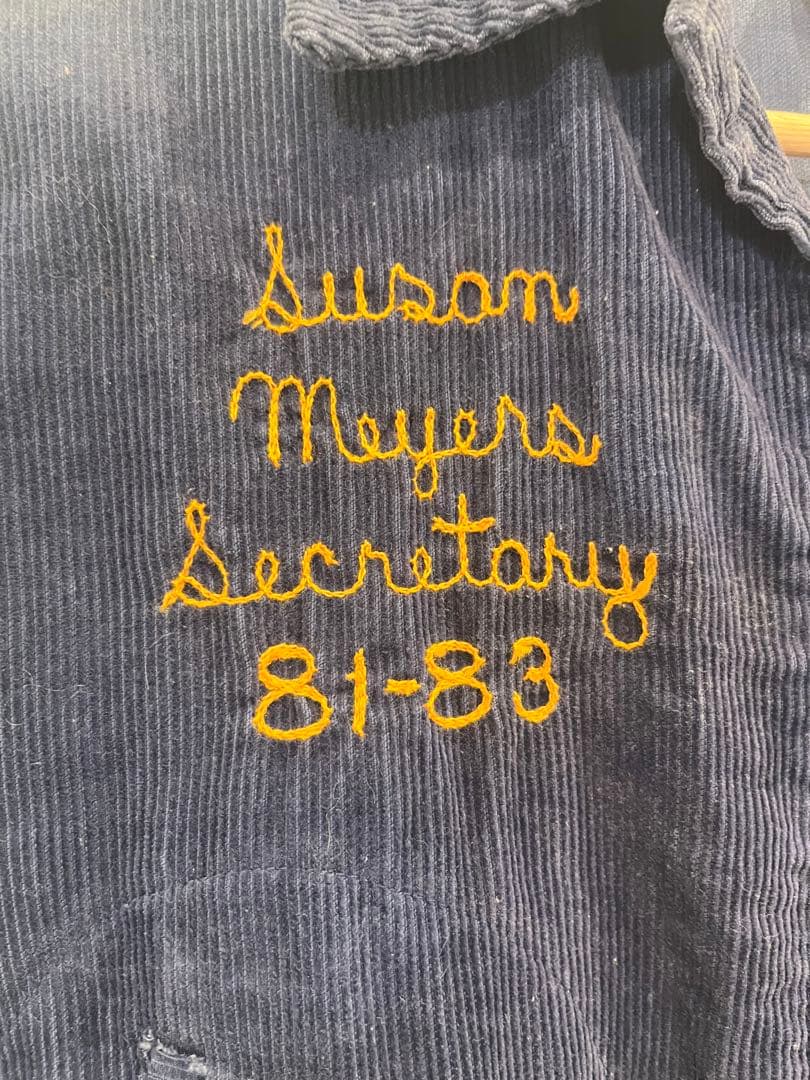 Susan
Meyers
Secretary
81-83